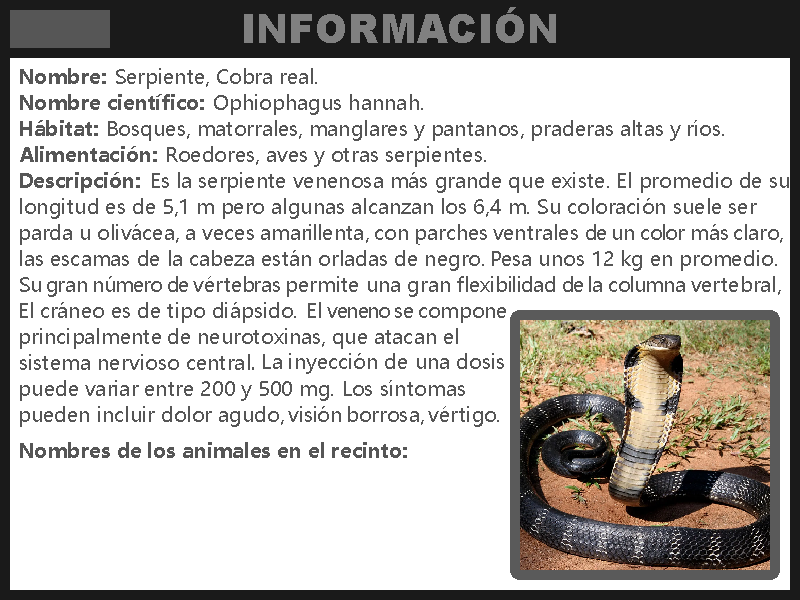 INFORMACIÓN
Nombre: Serpiente, Cobra real.
Nombre científico: Ophiophagus hannah.
Hábitat: Bosques, matorrales, manglares y pantanos, praderas altas y ríos.
Alimentación: Roedores, aves y otras serpientes.
Descripción: Es la serpiente venenosa más grande que existe. El promedio de su
longitud es de 5,1 m pero algunas alcanzan los 6,4 m. Su coloración suele ser
parda u olivácea, a veces amarillenta, con parches ventrales de un color más claro,
las escamas de la cabeza están orladas de negro. Pesa unos 12 kg en promedio.
Su gran número de vértebras permite una gran flexibilidad de la columna vertebral,
El cráneo es de tipo diápsido. El veneno se compone
principalmente de neurotoxinas, que atacan el
sistema nervioso central. La inyección de una dosis
puede variar entre 200 y 500 mg. Los síntomas
pueden incluir dolor agudo, visión borrosa, vértigo.
Nombres de los animales en el recinto: